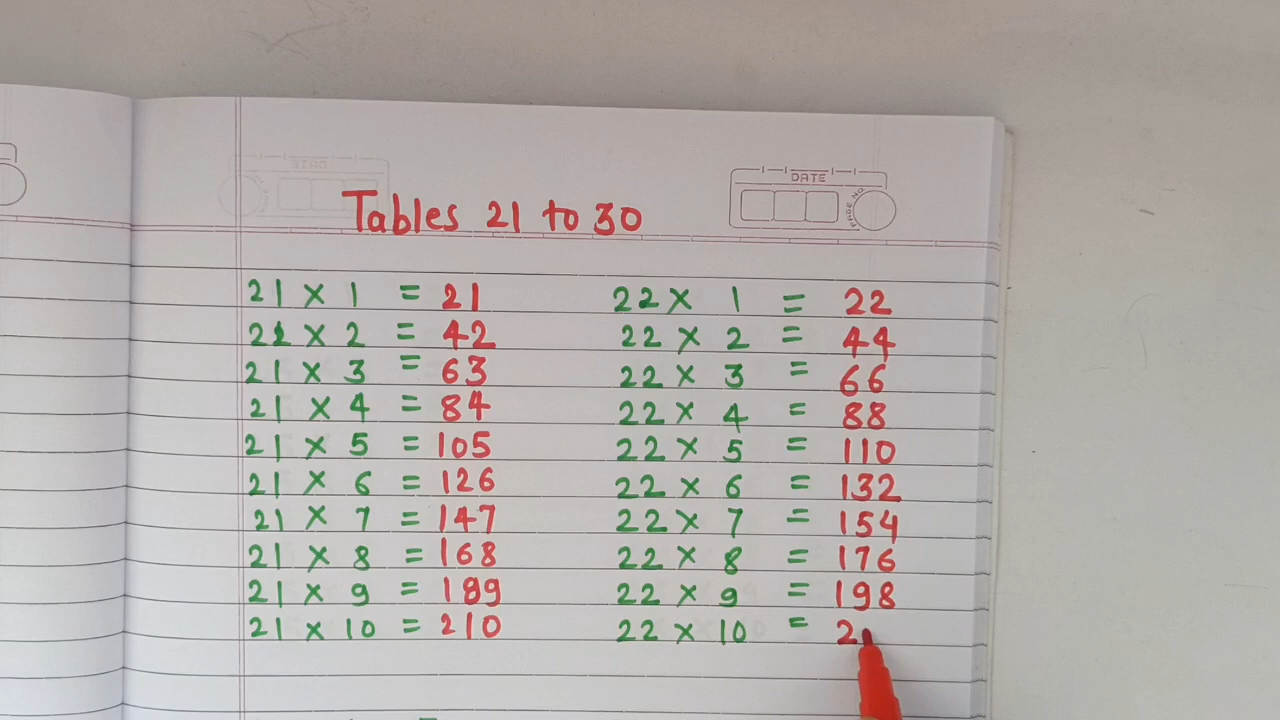 DATE
PAGE NO
Tables 21 to 30
21 × 1 = 21
21 × 2 = 42
21 × 3 = 63
21 × 4 = 84
21 × 5 = 105
21 × 6 = 126
21 × 7 = 147
21 × 8 = 168
21 × 9 = 189
21 × 10 = 210
22 × 1 = 22
22 × 2 = 44
22 × 3 = 66
22 × 4 = 88
22 × 5 = 110
22 × 6 = 132
22 × 7 = 154
22 × 8 = 176
22 × 9 = 198
22 × 10 = 2